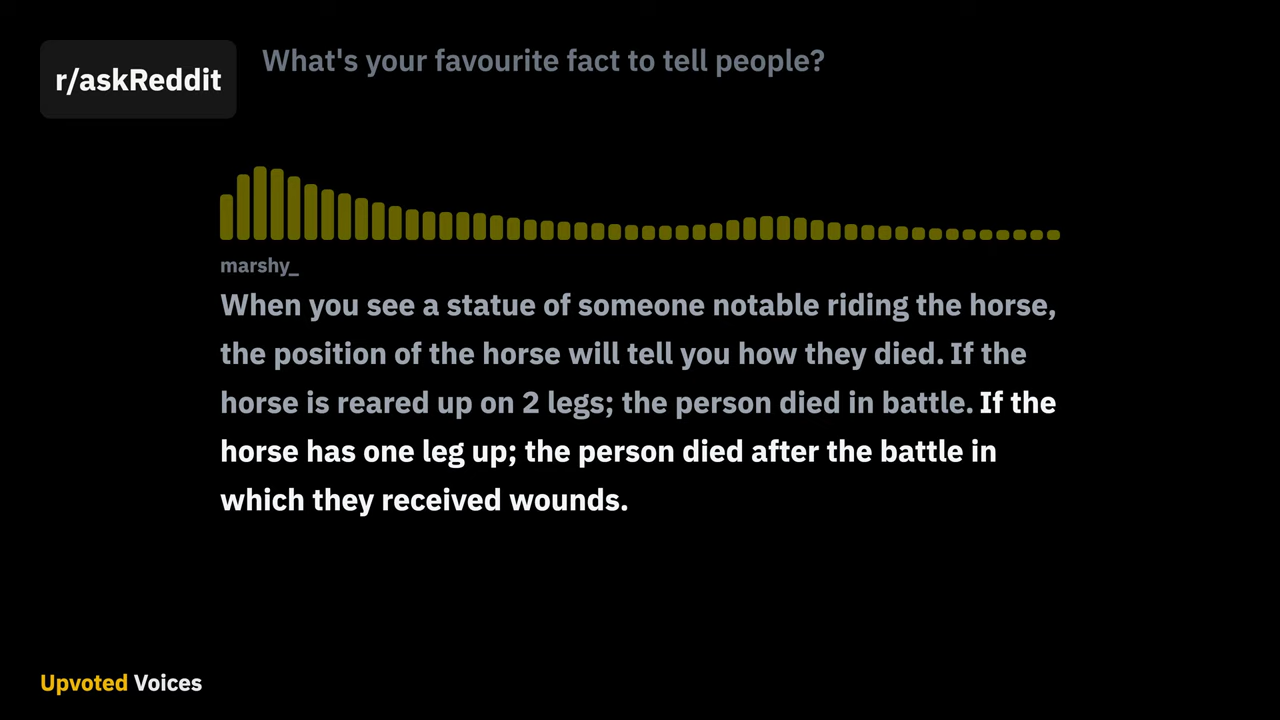 r/askReddit
What's your favourite fact to tell people?
marshy_
When you see a statue of someone notable riding the horse,
the position of the horse will tell you how they died. If the
horse is reared up on 2 legs; the person died in battle. If the
horse has one leg up; the person died after the battle in
which they received wounds.
Upvoted Voices